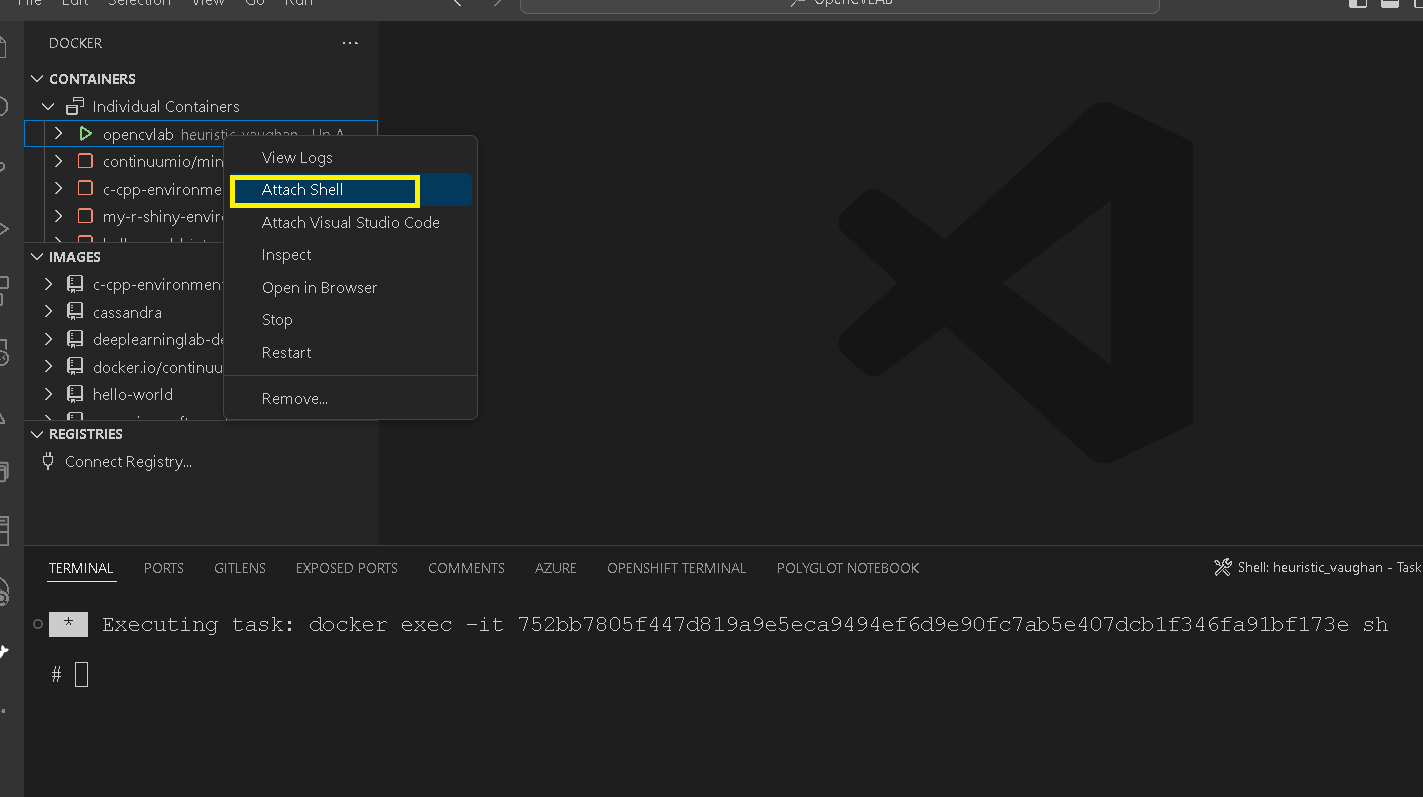 File Edit Selection View Go Run
OpenCVLAB
DOCKER
CONTAINERS
Individual Containers
opencvlab heuristic_vaughan - Up
continuumio/min
c-cpp-environme
my-r-shiny-enviro
View Logs
Attach Shell
Attach Visual Studio Code
Inspect
Open in Browser
Stop
Restart
Remove...
IMAGES
c-cpp-environmen
cassandra
deeplearninglab-de
docker.io/continuu
hello-world
REGISTRIES
Connect Registry...
TERMINAL PORTS GITLENS EXPOSED PORTS COMMENTS AZURE OPENSHIFT TERMINAL POLYGLOT NOTEBOOK
Shell: heuristic_vaughan - Task
* Executing task: docker exec -it 752bb7805f447d819a9e5eca9494ef6d9e90fc7ab5e407dcb1f346fa91bf173e sh
#